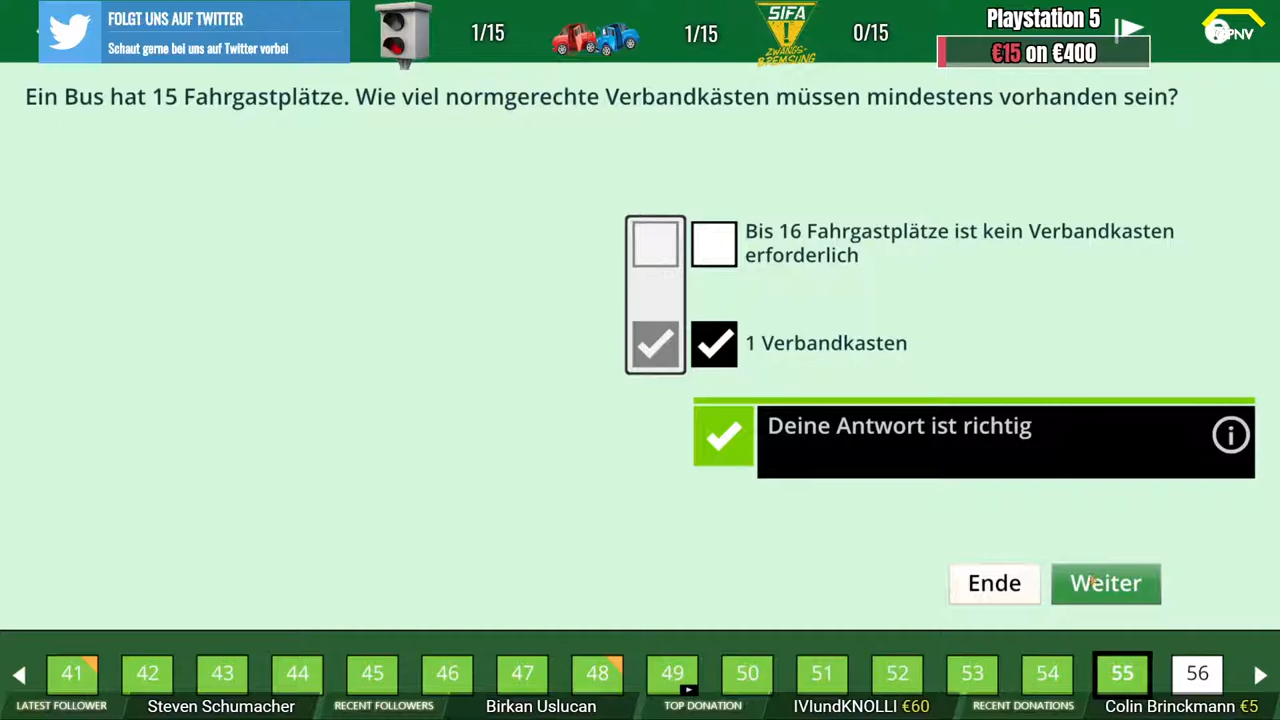 FOLGT UNS AUF TWITTER
Schaut gerne bei uns auf Twitter vorbei
1/15
1/15
SIFA
ZWANGS-
BREMSUNG
0/15
Playstation 5
€15 on €400
ÖPNV
Ein Bus hat 15 Fahrgastplätze. Wie viel normgerechte Verbandkästen müssen mindestens vorhanden sein?
Bis 16 Fahrgastplätze ist kein Verbandkasten
erforderlich
1 Verbandkasten
Deine Antwort ist richtig
Ende
Weiter
41 42 43 44 45 46 47 48 49 50 51 52 53 54 55 56
LATEST FOLLOWER Steven Schumacher RECENT FOLLOWERS Birkan Uslucan TOP DONATION IVIundKNOLLI €60 RECENT DONATIONS Colin Brinckmann €5